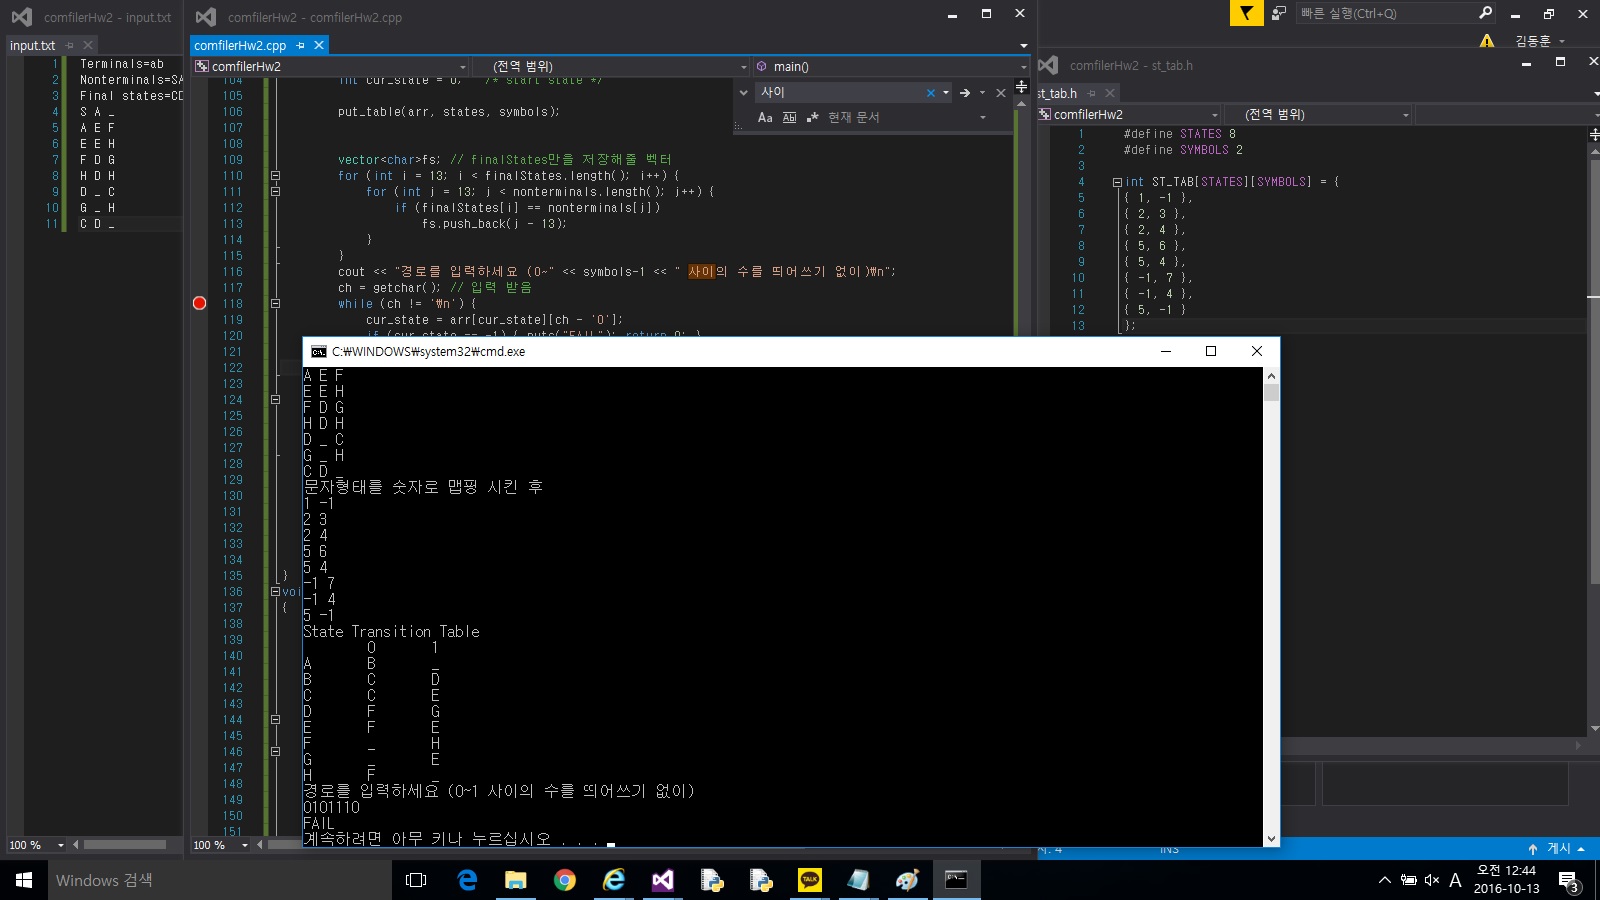 comfilerHw2 - input.txt
input.txt
1 Terminals=ab
2 Nonterminals=SA
3 Final states=CD
4 S A _
5 A E F
6 E E H
7 F D G
8 H D H
9 D _ C
10 G _ H
11 C D _
100 %
comfilerHw2 - comfilerHw2.cpp
comfilerHw2.cpp
comfilerHw2 (전역 범위) main()
사이
Aa Ab 현재 문서
104 int cur_state = 0; /* start state */
105
106 put_table(arr, states, symbols);
107
108
109 vector<char>fs; // finalStates만을 저장해줄 벡터
110 for (int i = 13; i < finalStates.length(); i++) {
111 for (int j = 13; j < nonterminals.length(); j++) {
112 if (finalStates[i] == nonterminals[j])
113 fs.push_back(j - 13);
114 }
115 }
116 cout << "경로를 입력하세요 (0~" << symbols-1 << " 사이의 수를 띄어쓰기 없이)₩n";
117 ch = getchar(); // 입력 받음
118 while (ch != '₩n') {
119 cur_state = arr[cur_state][ch - '0'];
120 if (cur_state == -1) { puts("FAIL"); return 0; }
121
122
123
124
125
126
127
128
129
130
131
132
133
134
135 }
136 voi
137 {
138
139
140
141
142
143
144
145
146
147
148
149
150
151
100 %
빠른 실행(Ctrl+Q)
김동훈
comfilerHw2 - st_tab.h
st_tab.h
comfilerHw2 (전역 범위)
1 #define STATES 8
2 #define SYMBOLS 2
3
4 int ST_TAB[STATES][SYMBOLS] = {
5 { 1, -1 },
6 { 2, 3 },
7 { 2, 4 },
8 { 5, 6 },
9 { 5, 4 },
10 { -1, 7 },
11 { -1, 4 },
12 { 5, -1 }
13 };
C:₩WINDOWS₩system32₩cmd.exe
A E F
E E H
F D G
H D H
D _ C
G _ H
C D _
문자형태를 숫자로 맵핑 시킨 후
1 -1
2 3
2 4
5 6
5 4
-1 7
-1 4
5 -1
State Transition Table
0 1
A B _
B C D
C C E
D F G
E F E
F _ H
G _ E
H F _
경로를 입력하세요 (0~1 사이의 수를 띄어쓰기 없이)
0101110
FAIL
계속하려면 아무 키나 누르십시오 . . .
열: 4 INS 게시
Windows 검색
TALK
A
오전 12:44
2016-10-13
3